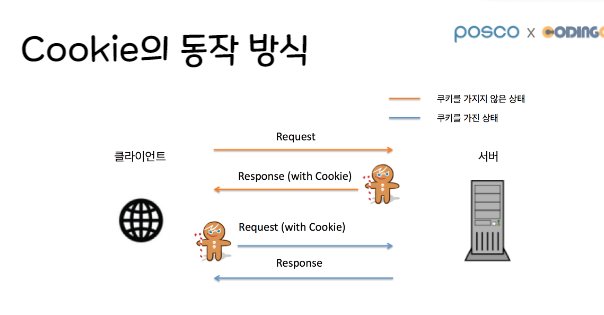 posco x CODING
Cookie의 동작 방식
쿠키를 가지지 않은 상태
쿠키를 가진 상태
Request
클라이언트
서버
Response (with Cookie)
Request (with Cookie)
Response